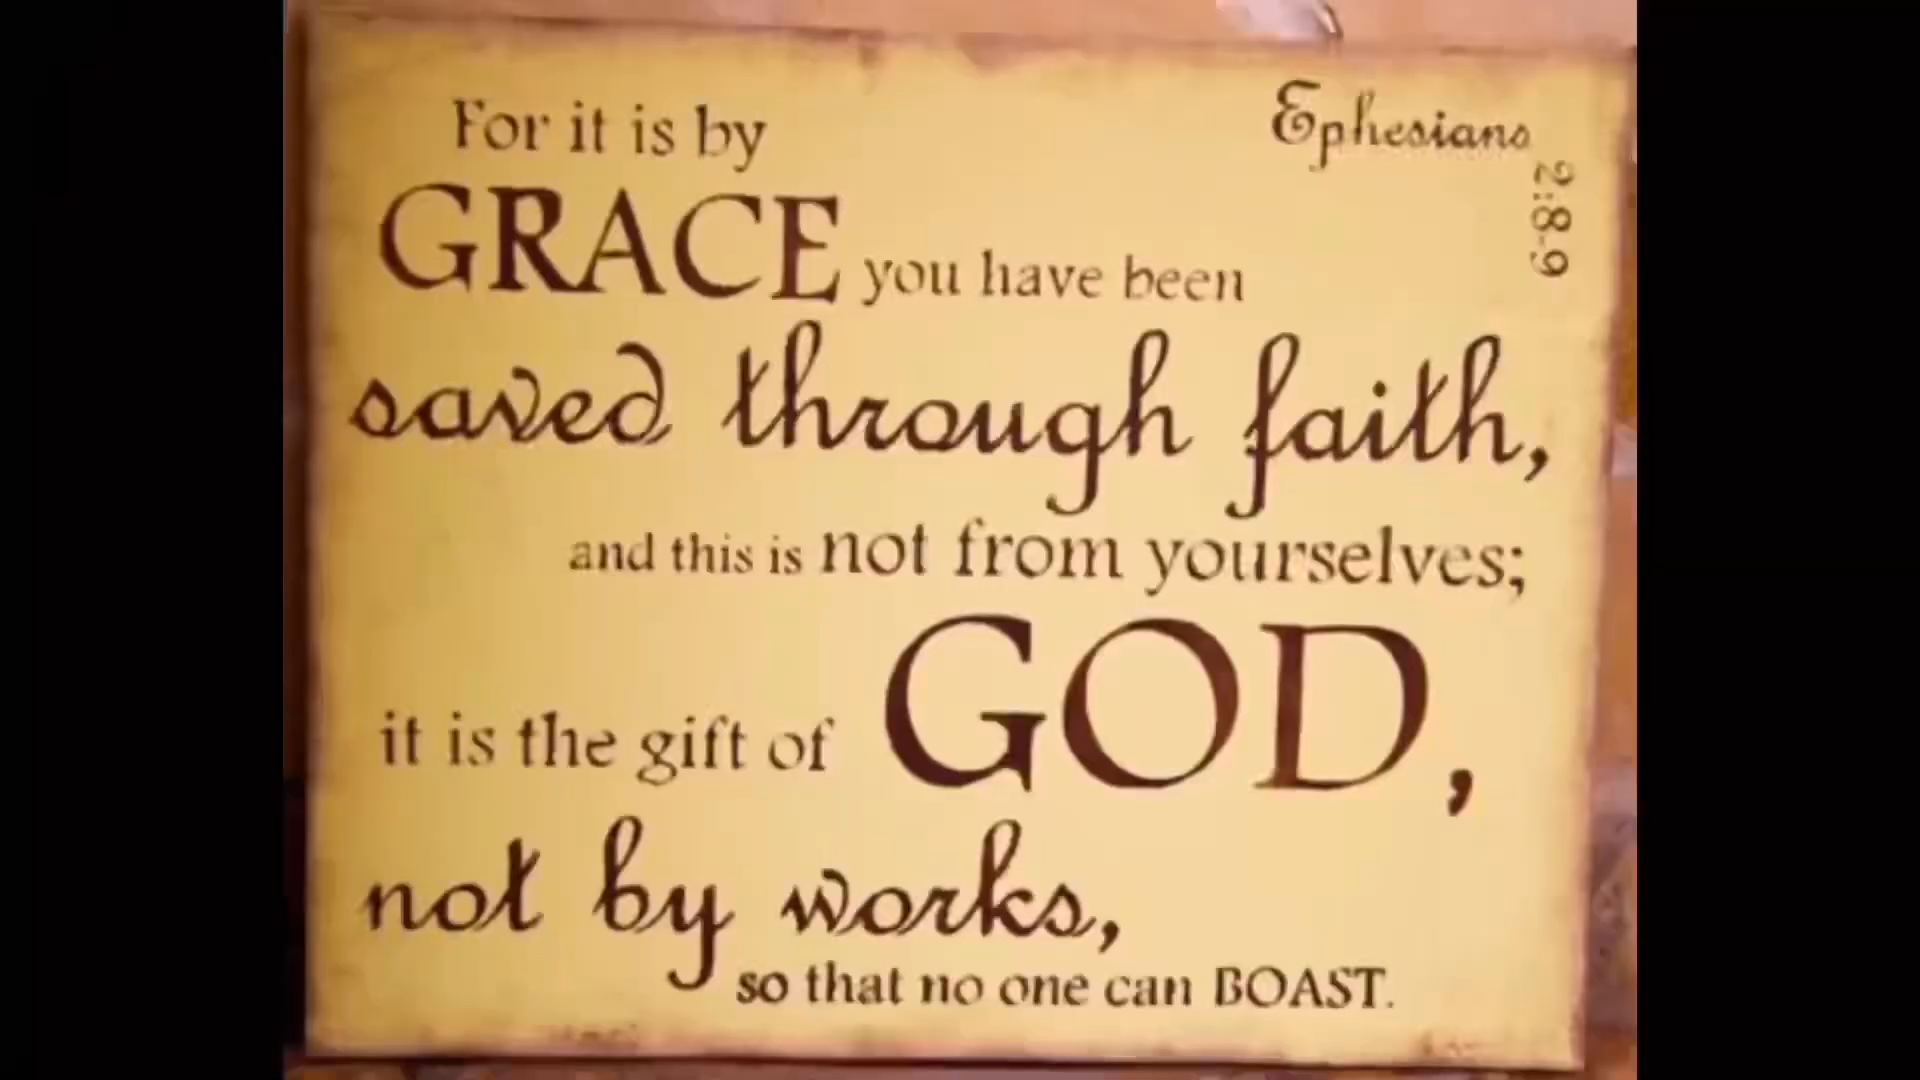 For it is by
Ephesians
2:8-9
GRACE you have been
saved through faith,
and this is not from yourselves;
it is the gift of GOD,
not by works,
so that no one can BOAST.